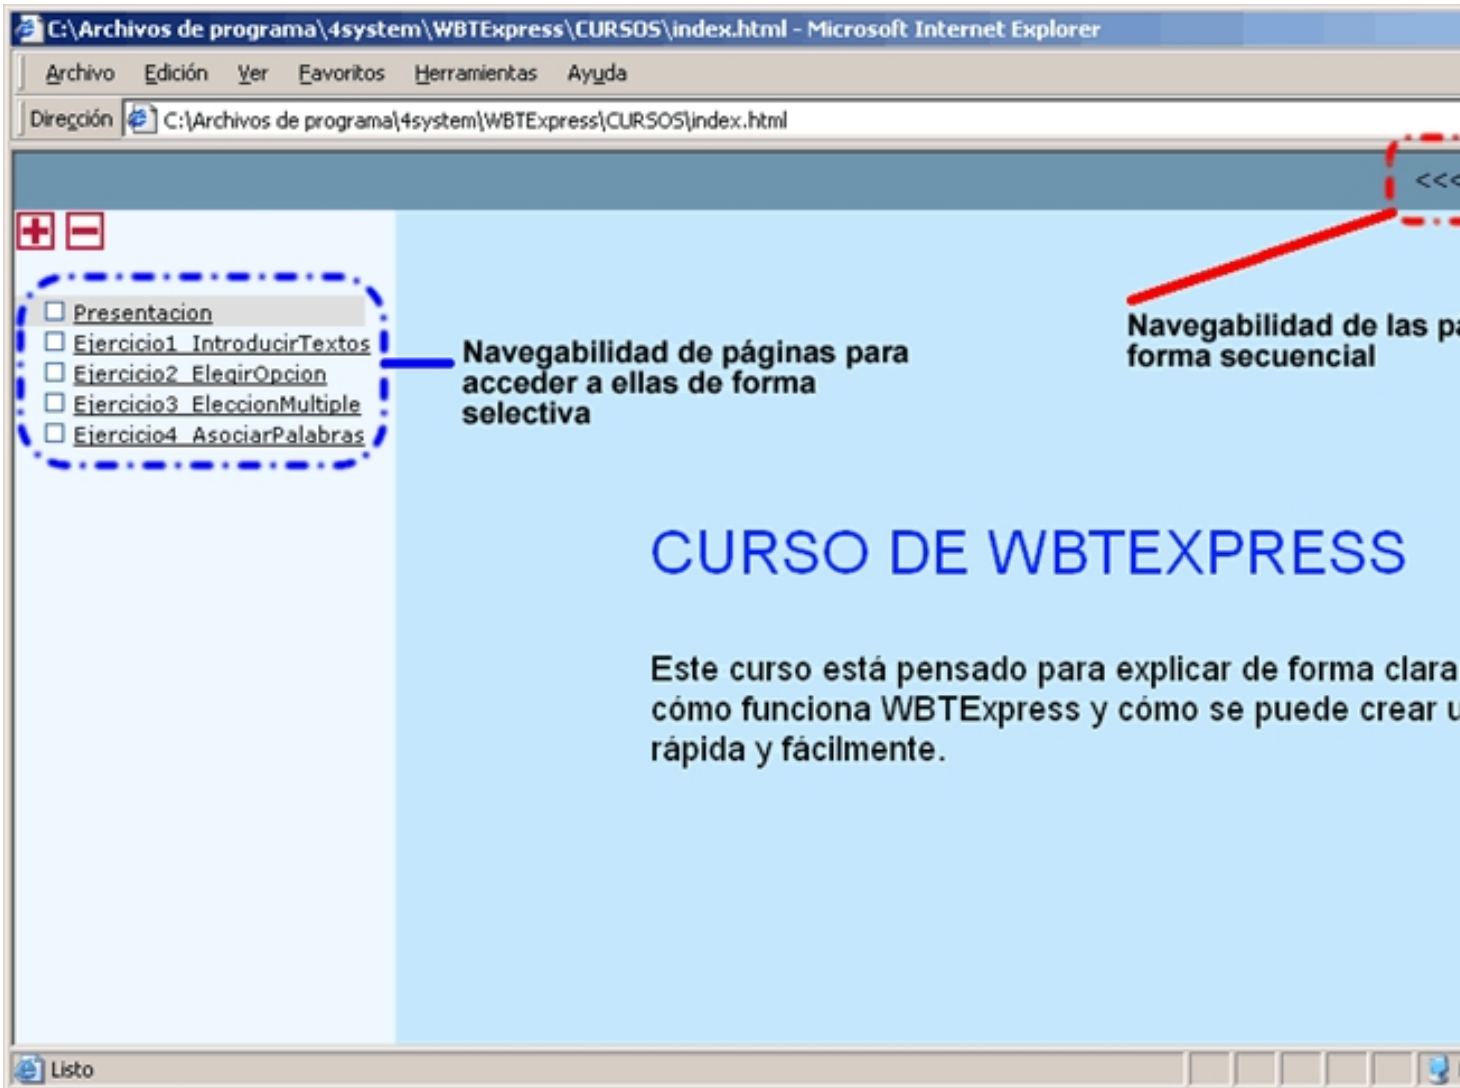 C:\Archivos de programa\4system\WBTExpress\CURSOS\index.html - Microsoft Internet Explorer
Archivo Edición Ver Favoritos Herramientas Ayuda
Dirección C:\Archivos de programa\4system\WBTExpress\CURSOS\index.html
<<<
Presentacion
Ejercicio1_IntroducirTextos
Ejercicio2_ElegirOpcion
Ejercicio3_EleccionMultiple
Ejercicio4_AsociarPalabras
Navegabilidad de páginas para
acceder a ellas de forma
selectiva
Navegabilidad de las
forma secuencial
CURSO DE WBTEXPRESS
Este curso está pensado para explicar de forma clara
cómo funciona WBTExpress y cómo se puede crear
rápida y fácilmente.
Listo